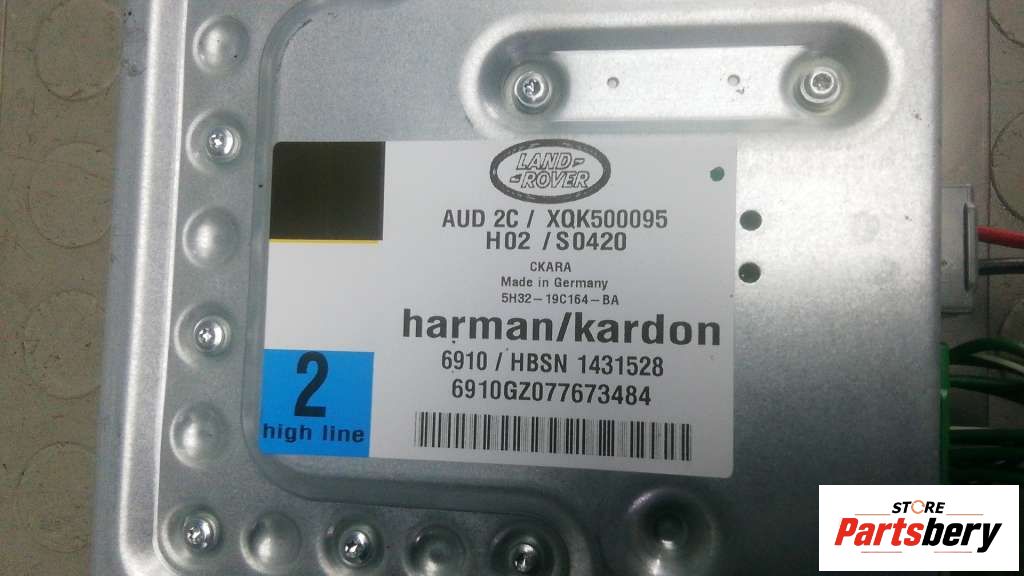 LAND-
-ROVER
AUD 2C / XQK500095
H02 / S0420
CKARA
Made in Germany
5H32-19C164-BA
harman/kardon
6910 / HBSN 1431528
6910GZ077673484
2
high line
STORE
Partsbery